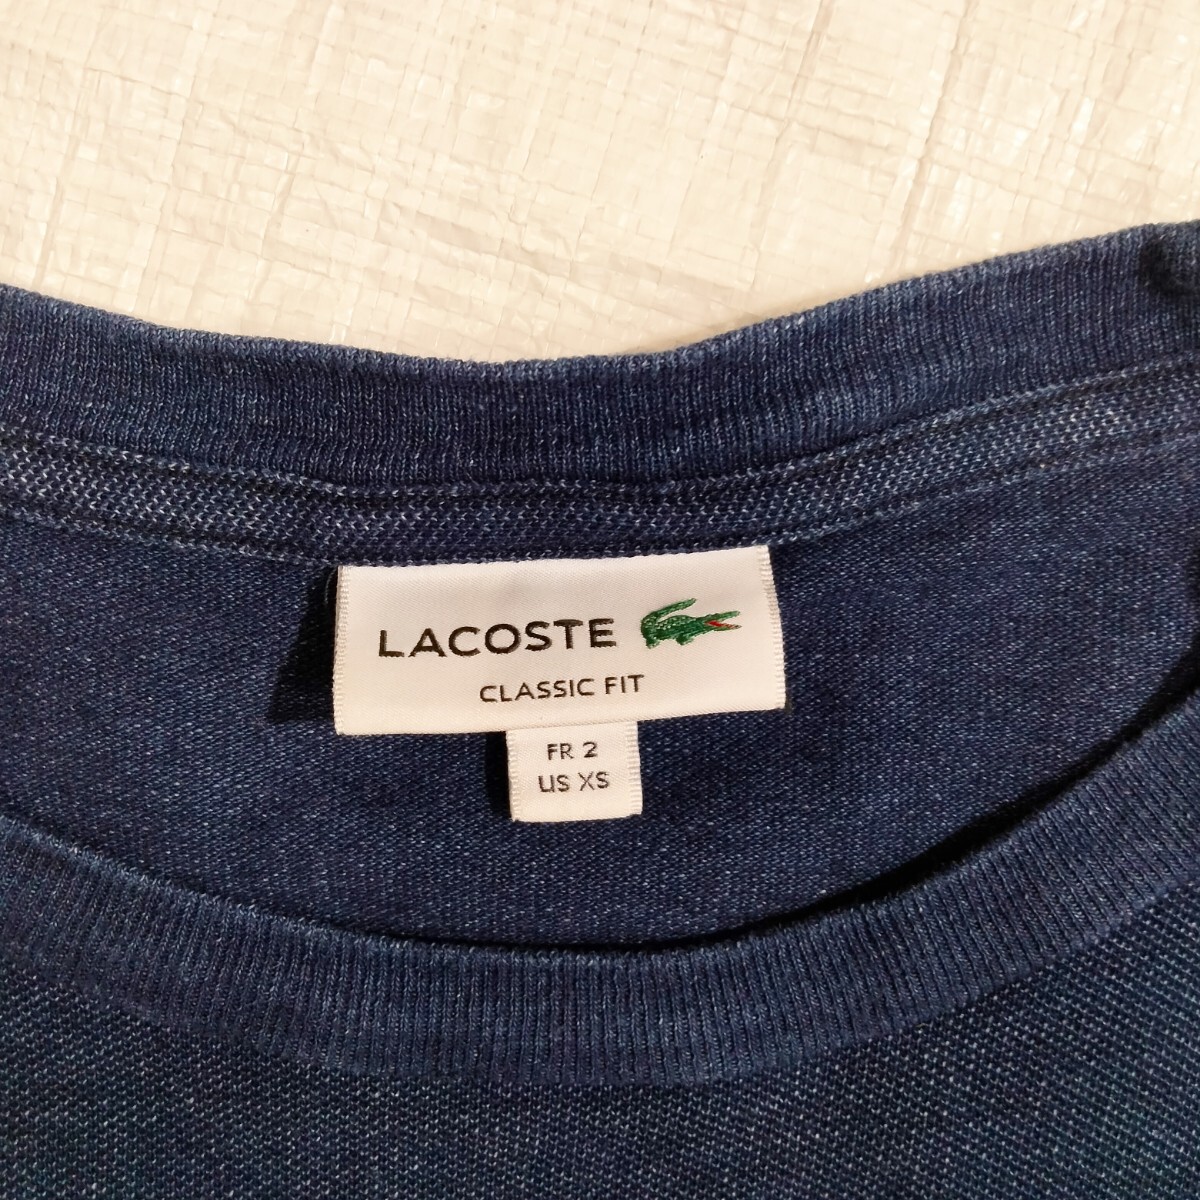 LACOSTE
CLASSIC FIT
FR 2
US XS